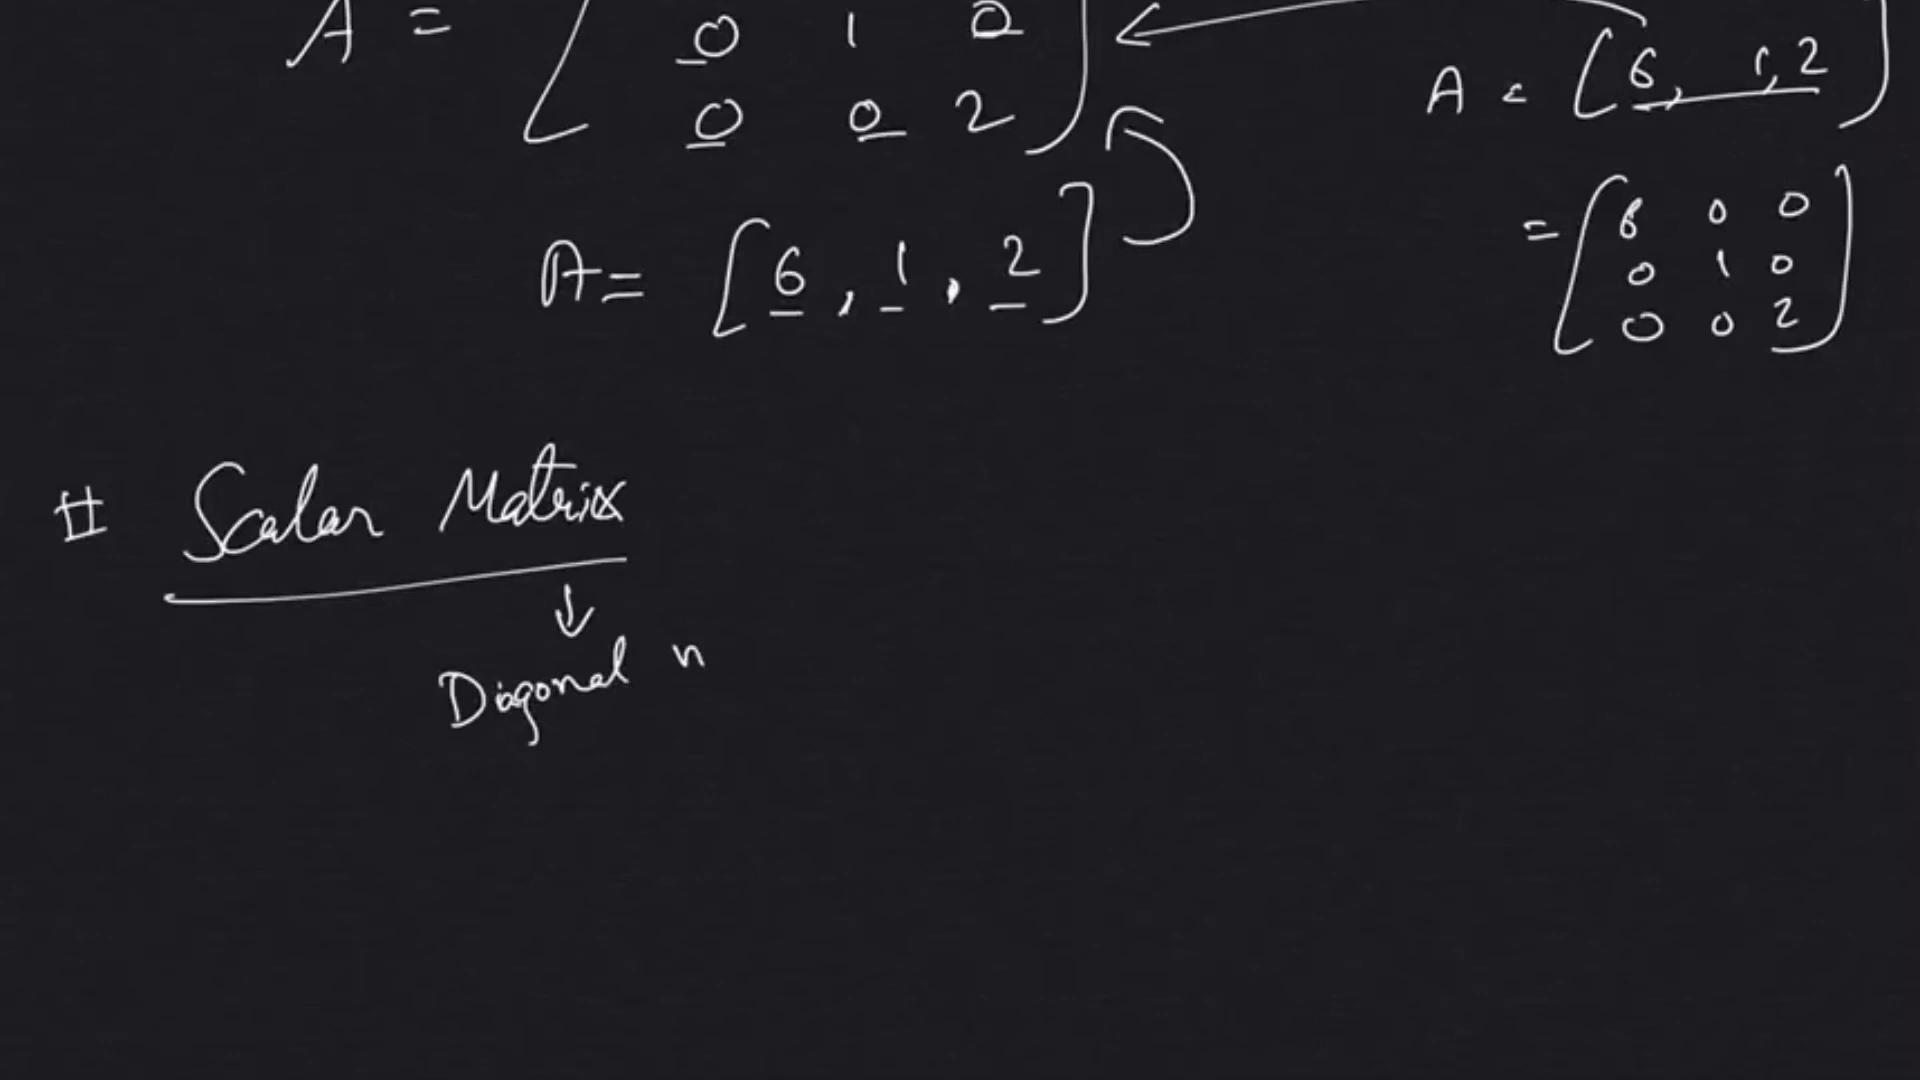 A = [
0 1 0
0 0 2 ]
A = [6, 1, 2]
A = [6, 1, 2]
= [6 0 0
0 1 0
0 0 2]
# Scalar Matrix
↓
Diagonal n